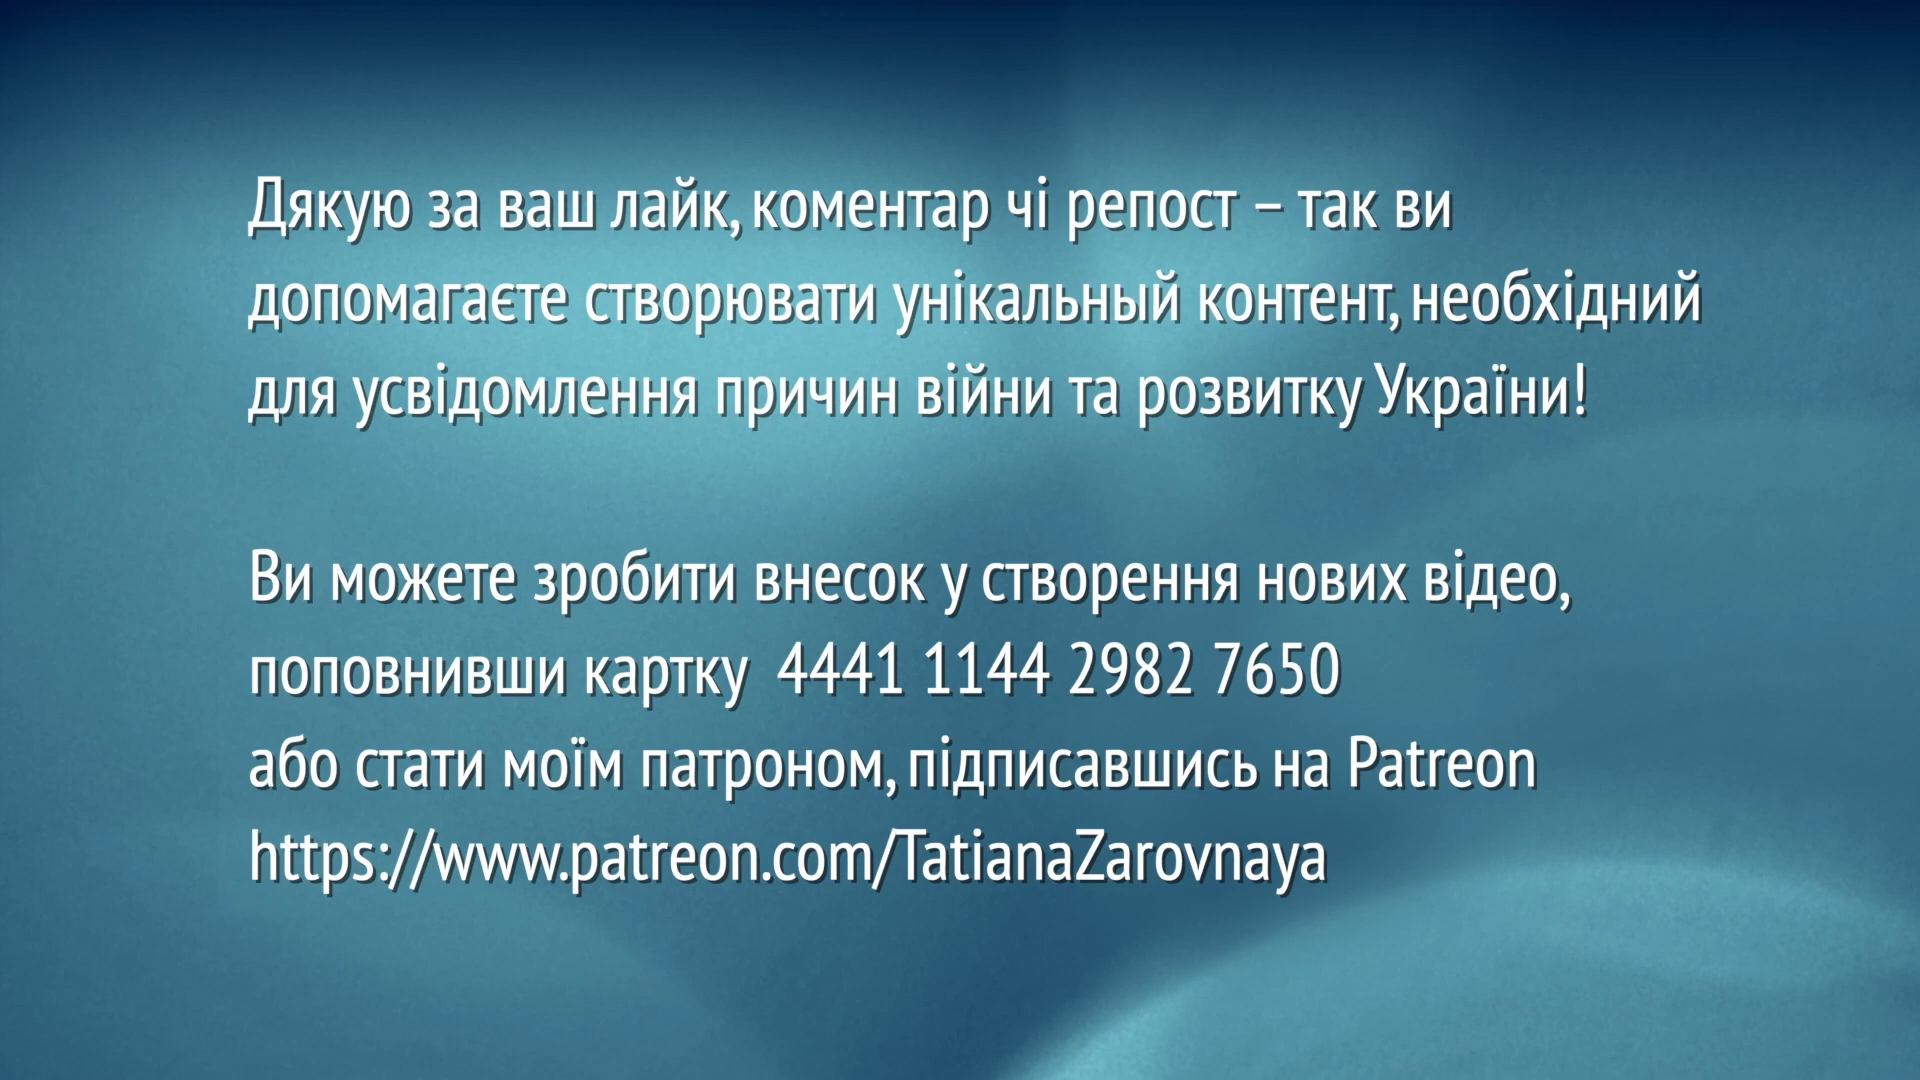 Дякую за ваш лайк, коментар чі репост – так ви
допомагаєте створювати унікальный контент, необхідний
для усвідомлення причин війни та розвитку України!
Ви можете зробити внесок у створення нових відео,
поповнивши картку 4441 1144 2982 7650
або стати моїм патроном, підписавшись на Patreon
https://www.patreon.com/TatianaZarovnaya